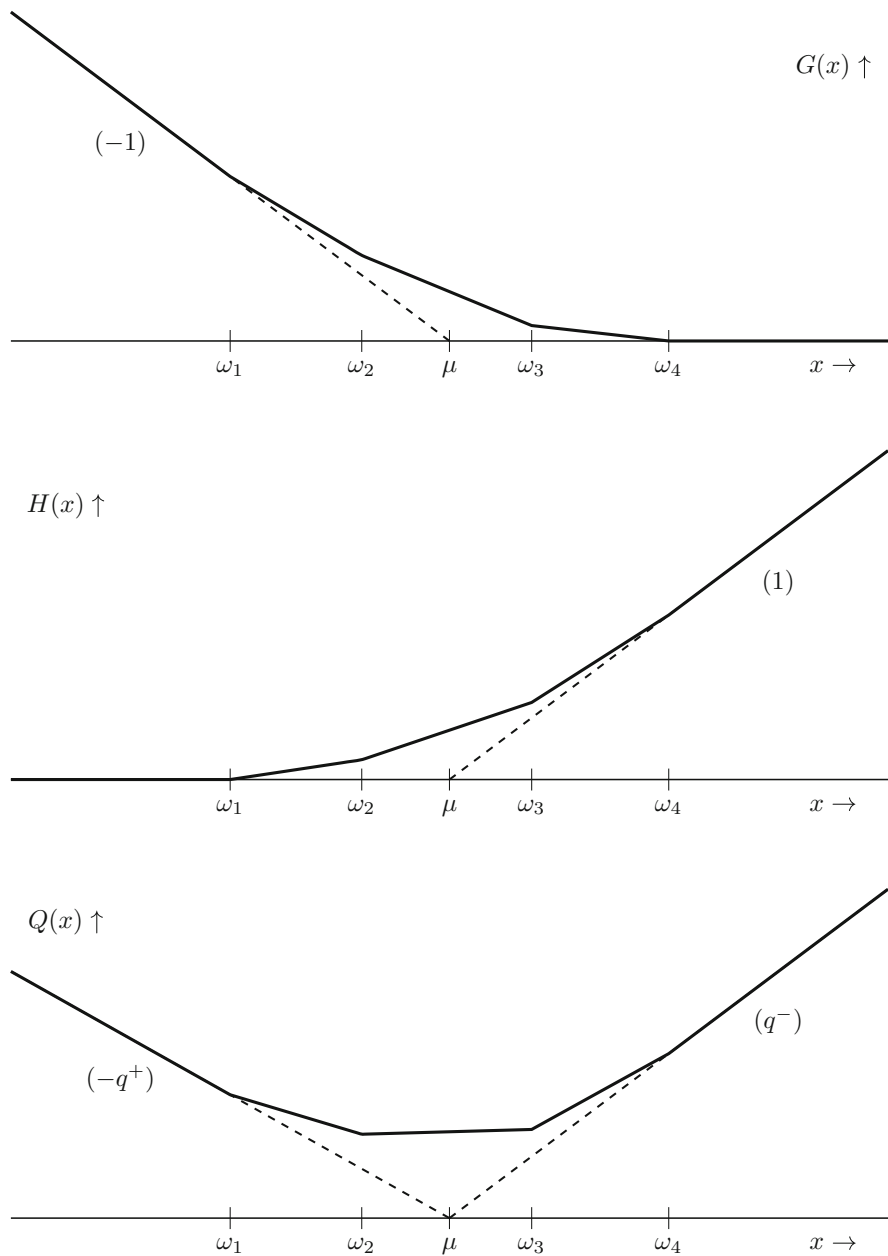 G(x) ↑
(−1)
ω₁ ω₂ μ ω₃ ω₄ x →
H(x) ↑
(1)
ω₁ ω₂ μ ω₃ ω₄ x →
Q(x) ↑
(q⁻)
(−q⁺)
ω₁ ω₂ μ ω₃ ω₄ x →